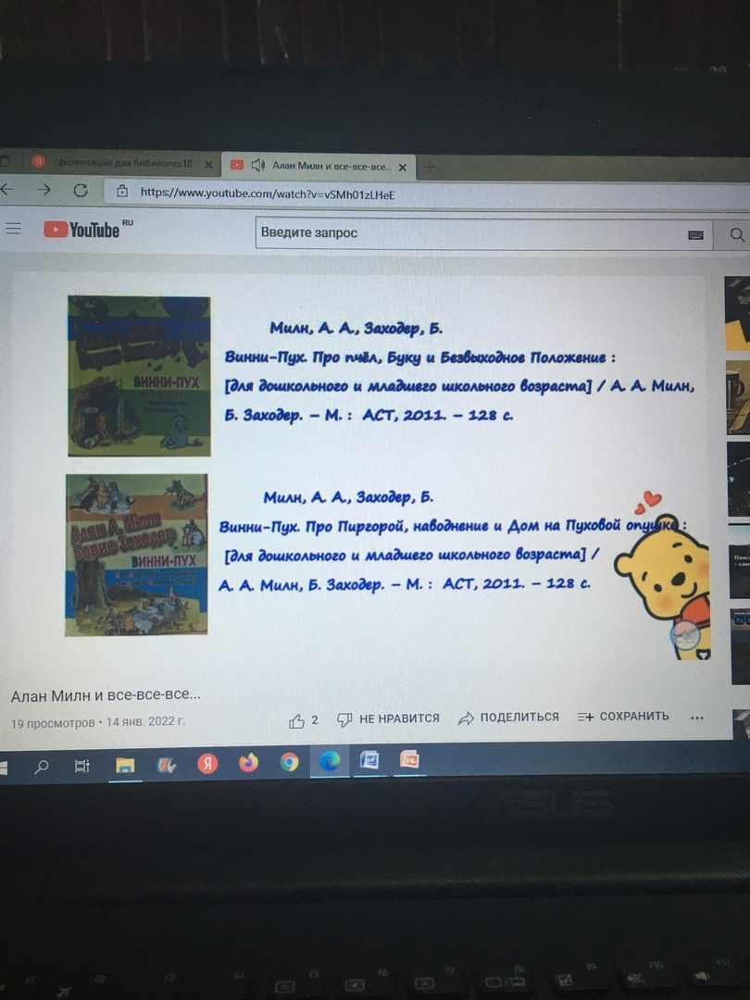 презентация для библиотек18
Алан Милн и все-все-все...
https://www.youtube.com/watch?v=vSMh01zLHeE
YouTube RU
Введите запрос
Милн, А. А., Заходер, Б.
Винни-Пух. Про пчёл, Буку и Безвыходное Положение :
[для дошкольного и младшего школьного возраста] / А. А. Милн,
Б. Заходер. – М. : АСТ, 2011. – 128 с.
Борис Заходер
ВИННИ-ПУХ
Милн, А. А., Заходер, Б.
Винни-Пух. Про Пиргорой, наводнение и Дом на Пуховой опушке :
[для дошкольного и младшего школьного возраста] /
А. А. Милн, Б. Заходер. – М. : АСТ, 2011. – 128 с.
Алан А. Милн
Борис Заходер
ВИННИ-ПУХ
Алан Милн и все-все-все...
19 просмотров • 14 янв. 2022 г.
2 НЕ НРАВИТСЯ ПОДЕЛИТЬСЯ СОХРАНИТЬ
ASUS